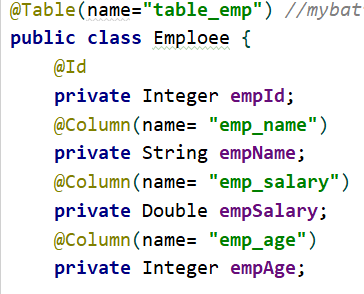 @Table(name="table_emp") //mybat
public class Emploee {
@Id
private Integer empId;
@Column(name= "emp_name")
private String empName;
@Column(name= "emp_salary")
private Double empSalary;
@Column(name= "emp_age")
private Integer empAge;